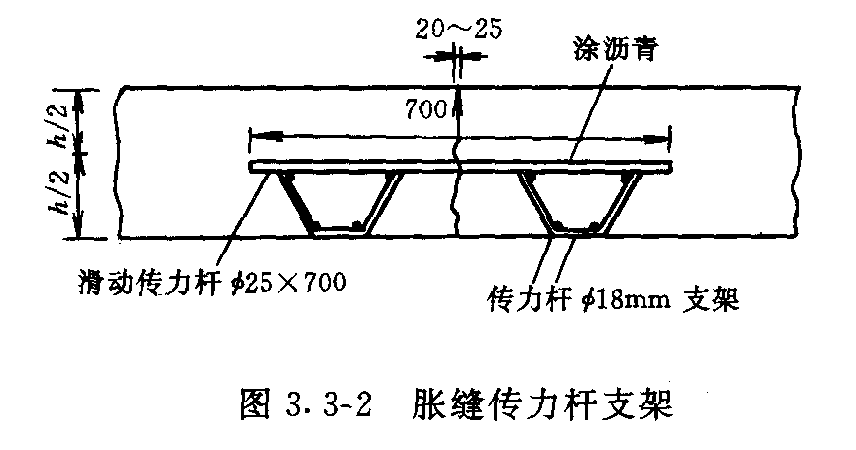 20～25
涂沥青
700
h/2
h/2
滑动传力杆 ϕ25×700
传力杆 ϕ18mm 支架
图 3.3-2 胀缝传力杆支架